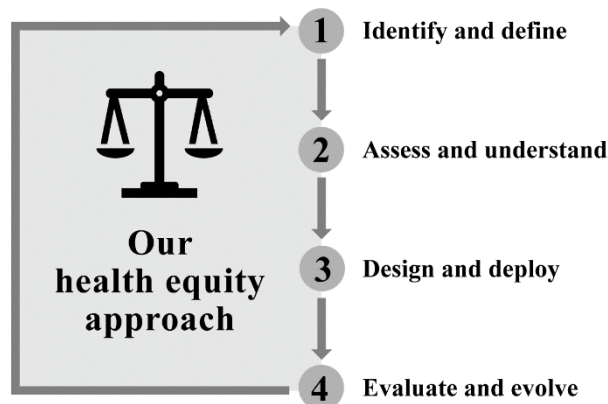 Our
health equity
approach
1 Identify and define
2 Assess and understand
3 Design and deploy
4 Evaluate and evolve